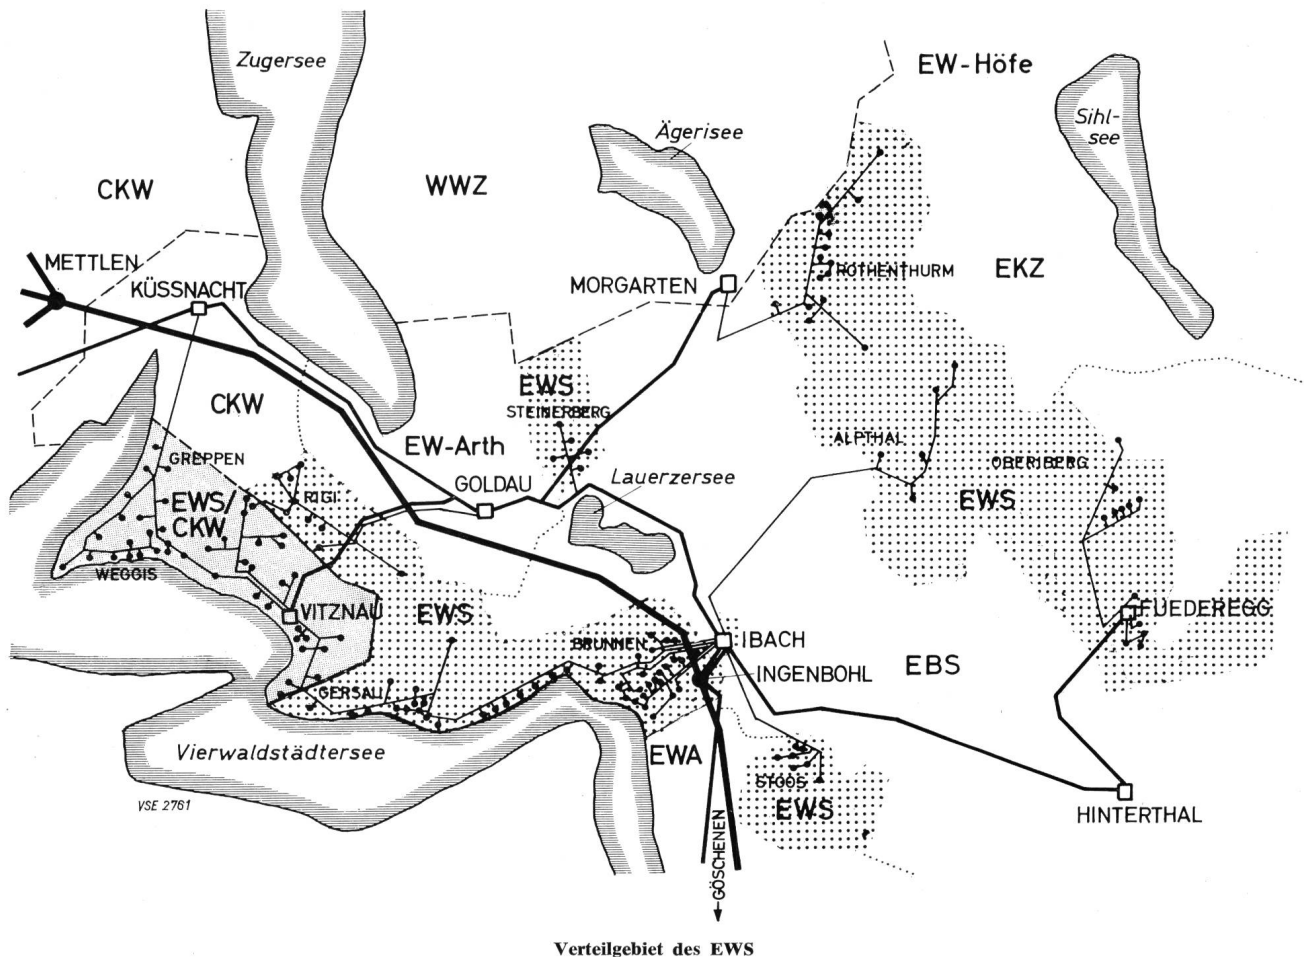 Zugersee
EW-Höfe
Ägerisee
Sihl-
see
CKW
WWZ
METTLEN
KÜSSNACHT
MORGARTEN
ROTHENTHURM
EKZ
EWS
STEINERBERG
CKW
EW-Arth
ALPTHAL
GREPPEN
OBERIBERG
RIGI
GOLDAU
Lauerzersee
EWS/
CKW
EWS
WEGGIS
VITZNAU
EWS
FUEDEREGG
BRUNNEN
IBACH
INGENBOHL
EBS
GERSAU
Vierwaldstädtersee
EWA
STOOS
EWS
HINTERTHAL
VSE 2761
GÖSCHENEN
Verteilgebiet des EWS